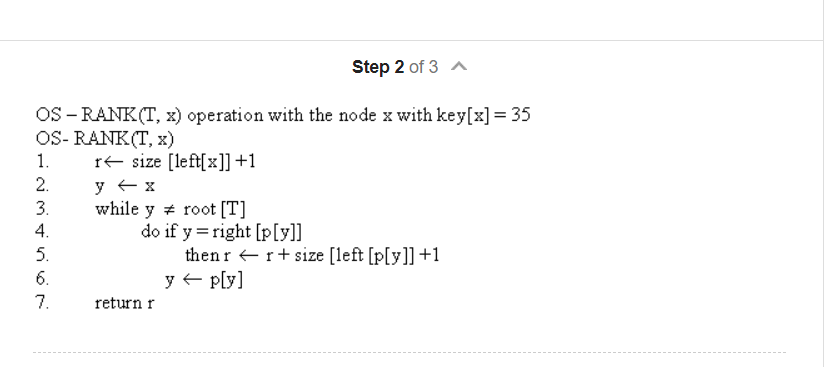 Step 2 of 3
OS – RANK(T, x) operation with the node x with key[x] = 35
OS- RANK(T, x)
1. r← size [left[x]] +1
2. y ← x
3. while y ≠ root [T]
4. do if y = right [p[y]]
5. then r ← r + size [left [p[y]] +1
6. y ← p[y]
7. return r